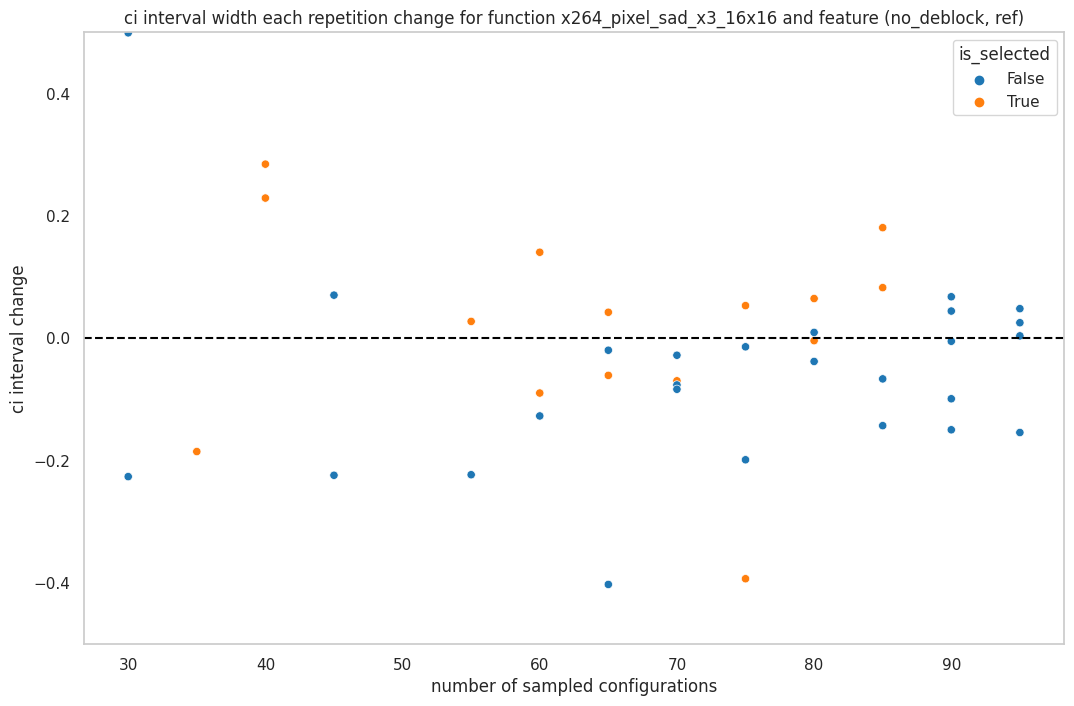 ci interval width each repetition change for function x264_pixel_sad_x3_16x16 and feature (no_deblock, ref)
is_selected
False
True
ci interval change
0.4
0.2
0.0
−0.2
−0.4
30 40 50 60 70 80 90
number of sampled configurations